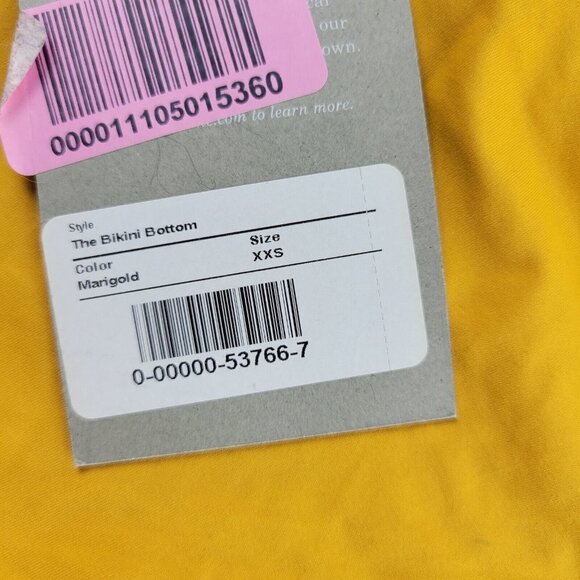 our
own.
000011105015360
.com to learn more.
Style
The Bikini Bottom
Color
Size
Marigold
XXS
0-00000-53766-7